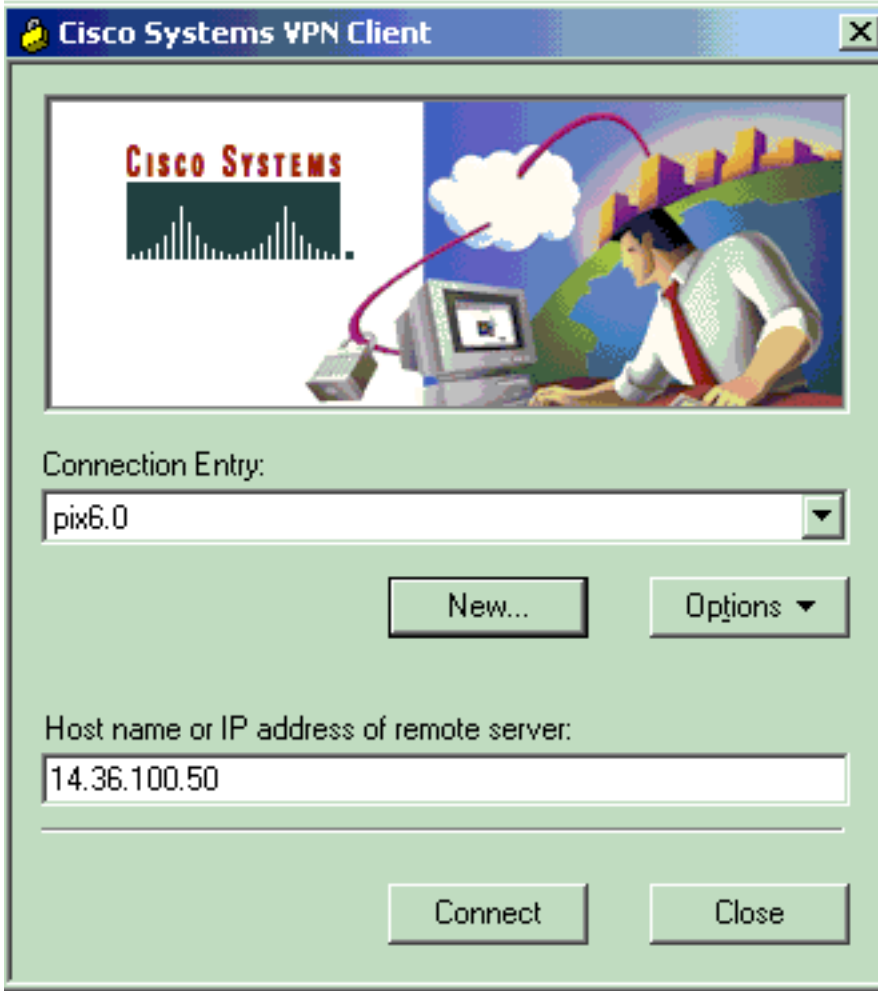 Cisco Systems VPN Client
CISCO SYSTEMS
Connection Entry:
pix6.0
New...
Options
Host name or IP address of remote server:
14.36.100.50
Connect
Close